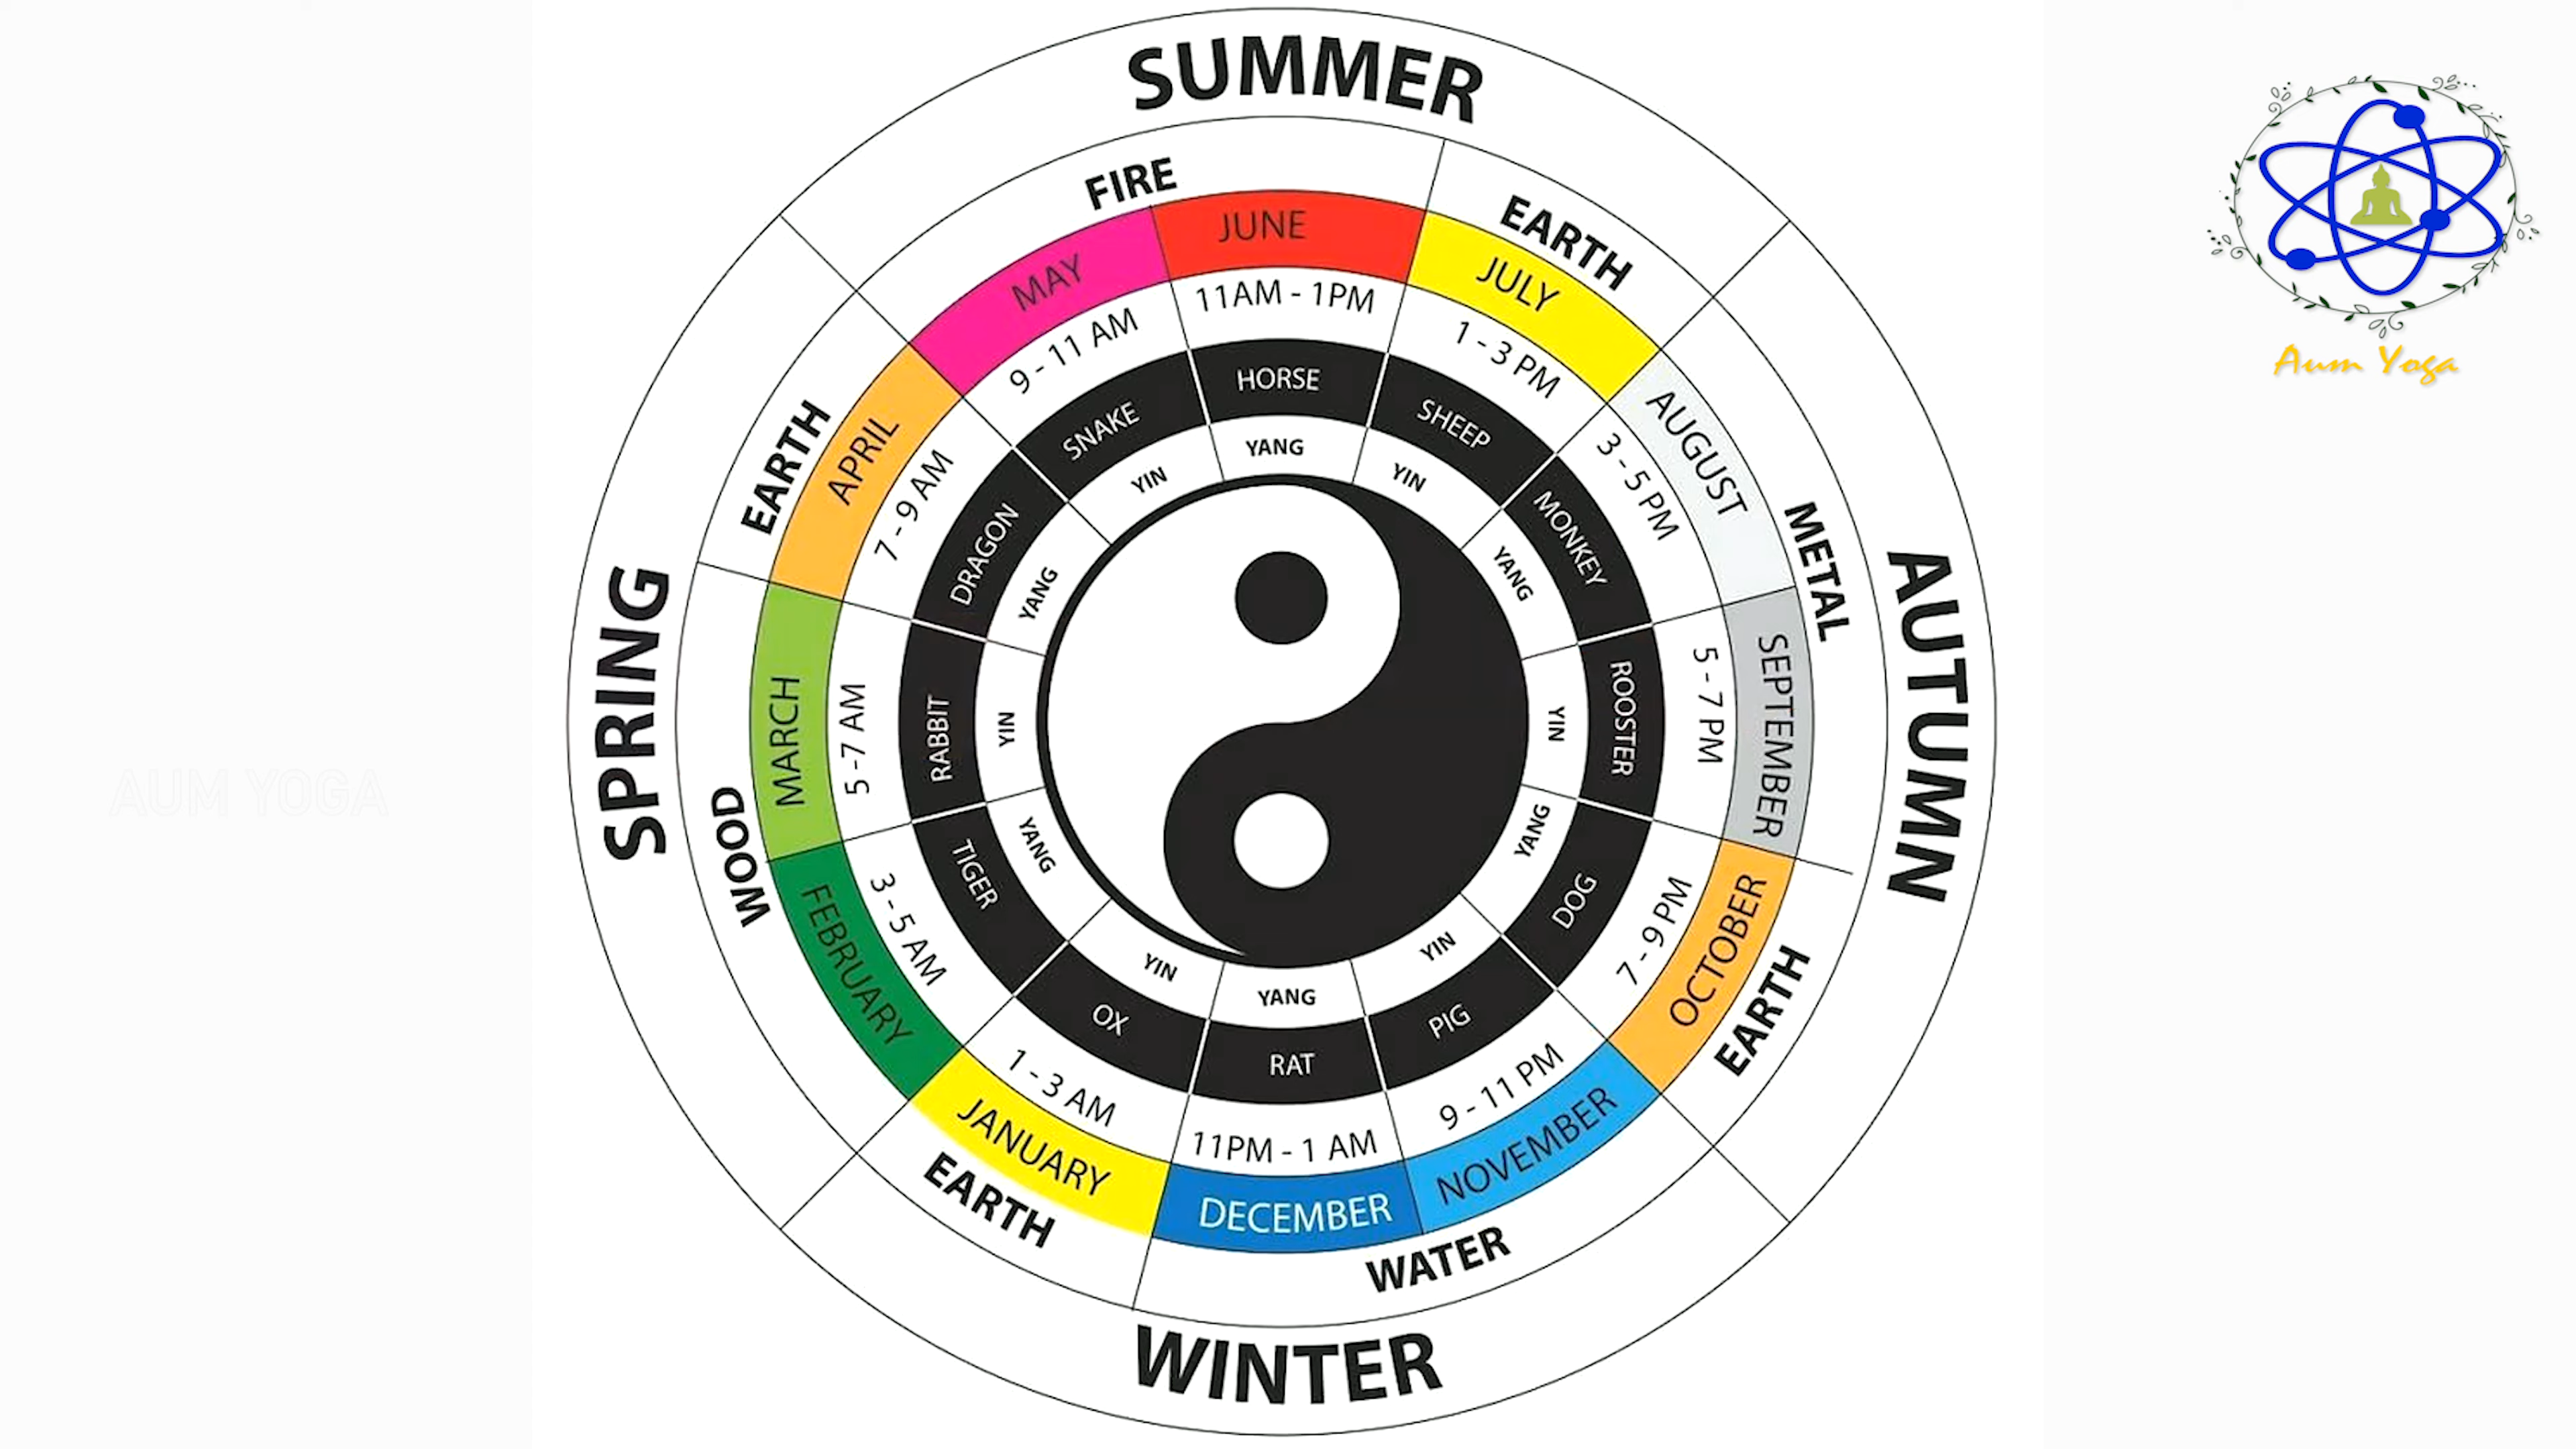 SUMMER
FIRE
EARTH
JUNE
MAY
JULY
11AM - 1PM
9 - 11 AM
1 - 3 PM
HORSE
SNAKE
SHEEP
YANG
YIN
YIN
Aum Yoga
EARTH
APRIL
7 - 9 AM
DRAGON
YANG
YANG
MONKEY
3 - 5 PM
AUGUST
METAL
SPRING
WOOD
MARCH
5 -7 AM
RABBIT
YIN
YIN
ROOSTER
5 - 7 PM
SEPTEMBER
AUTUMN
AUM YOGA
FEBRUARY
3 - 5 AM
TIGER
YANG
YANG
DOG
7 - 9 PM
OCTOBER
EARTH
YIN
YANG
YIN
OX
RAT
PIG
1 - 3 AM
11PM - 1 AM
9 - 11 PM
JANUARY
DECEMBER
NOVEMBER
EARTH
WATER
WINTER